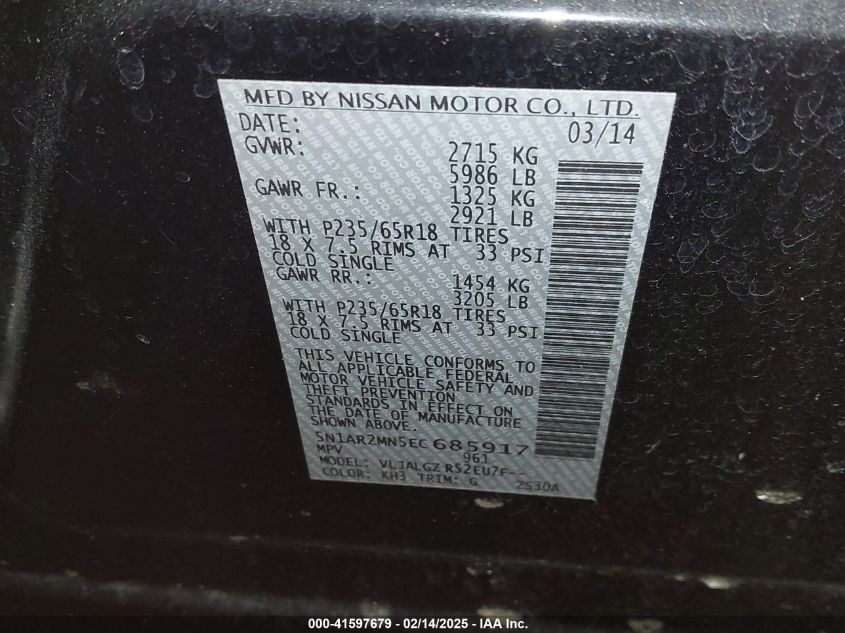 MFD BY NISSAN MOTOR CO., LTD.
DATE: 03/14
GVWR: 2715 KG
5986 LB
GAWR FR.: 1325 KG
2921 LB
WITH P235/65R18 TIRES
18 X 7.5 RIMS AT 33 PSI
COLD SINGLE
GAWR RR.: 1454 KG
3205 LB
WITH P235/65R18 TIRES
18 X 7.5 RIMS AT 33 PSI
COLD SINGLE
THIS VEHICLE CONFORMS TO
ALL APPLICABLE FEDERAL
MOTOR VEHICLE SAFETY AND
THEFT PREVENTION
STANDARDS IN EFFECT ON
THE DATE OF MANUFACTURE
SHOWN ABOVE.
5N1AR2MN5EC685917
MPV 961
MODEL: VLJALGZ R52EU7F--
COLOR: KH3 TRIM: G 2S30A
000-41597679 — 02/14/2025 — IAA Inc.